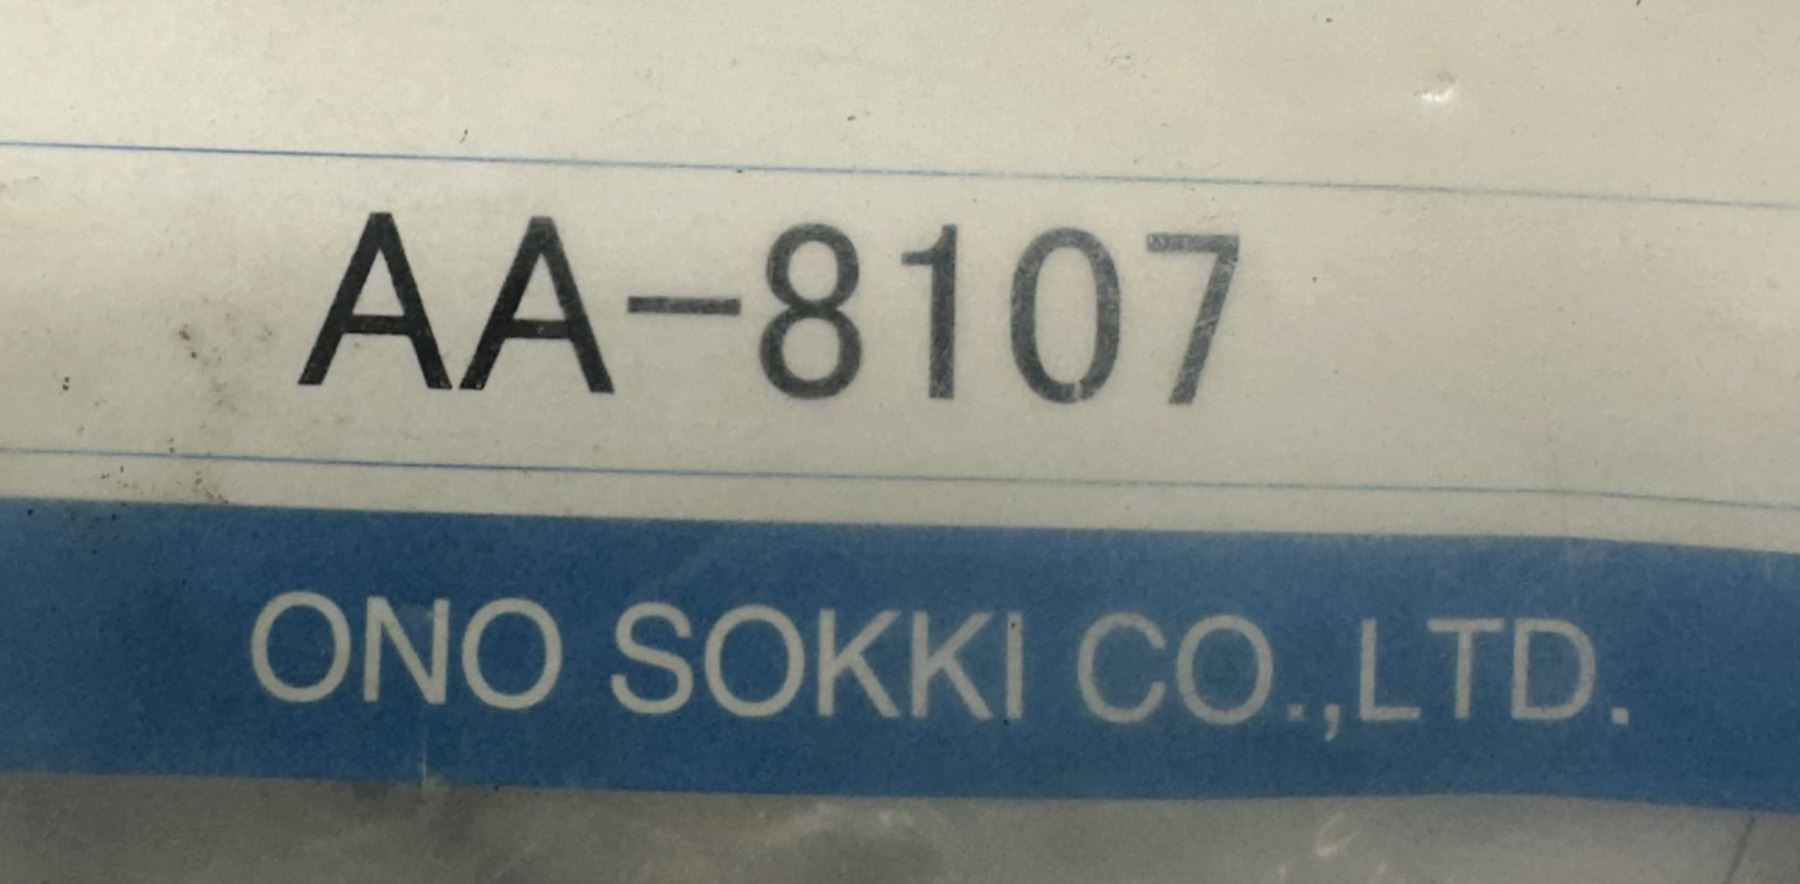 AA-8107
ONO SOKKI CO.,LTD.